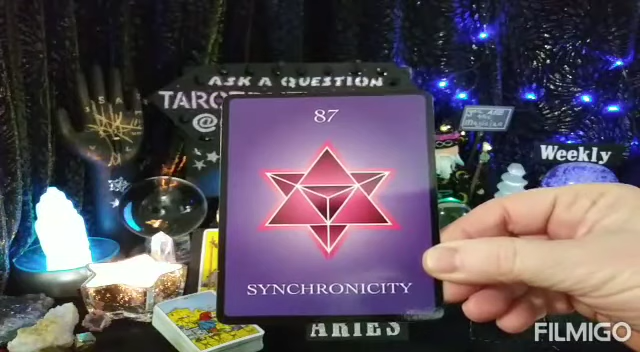 ASK A QUESTION
TAROT
@
87
SYNCHRONICITY
Weekly
ARIES
FILMIGO